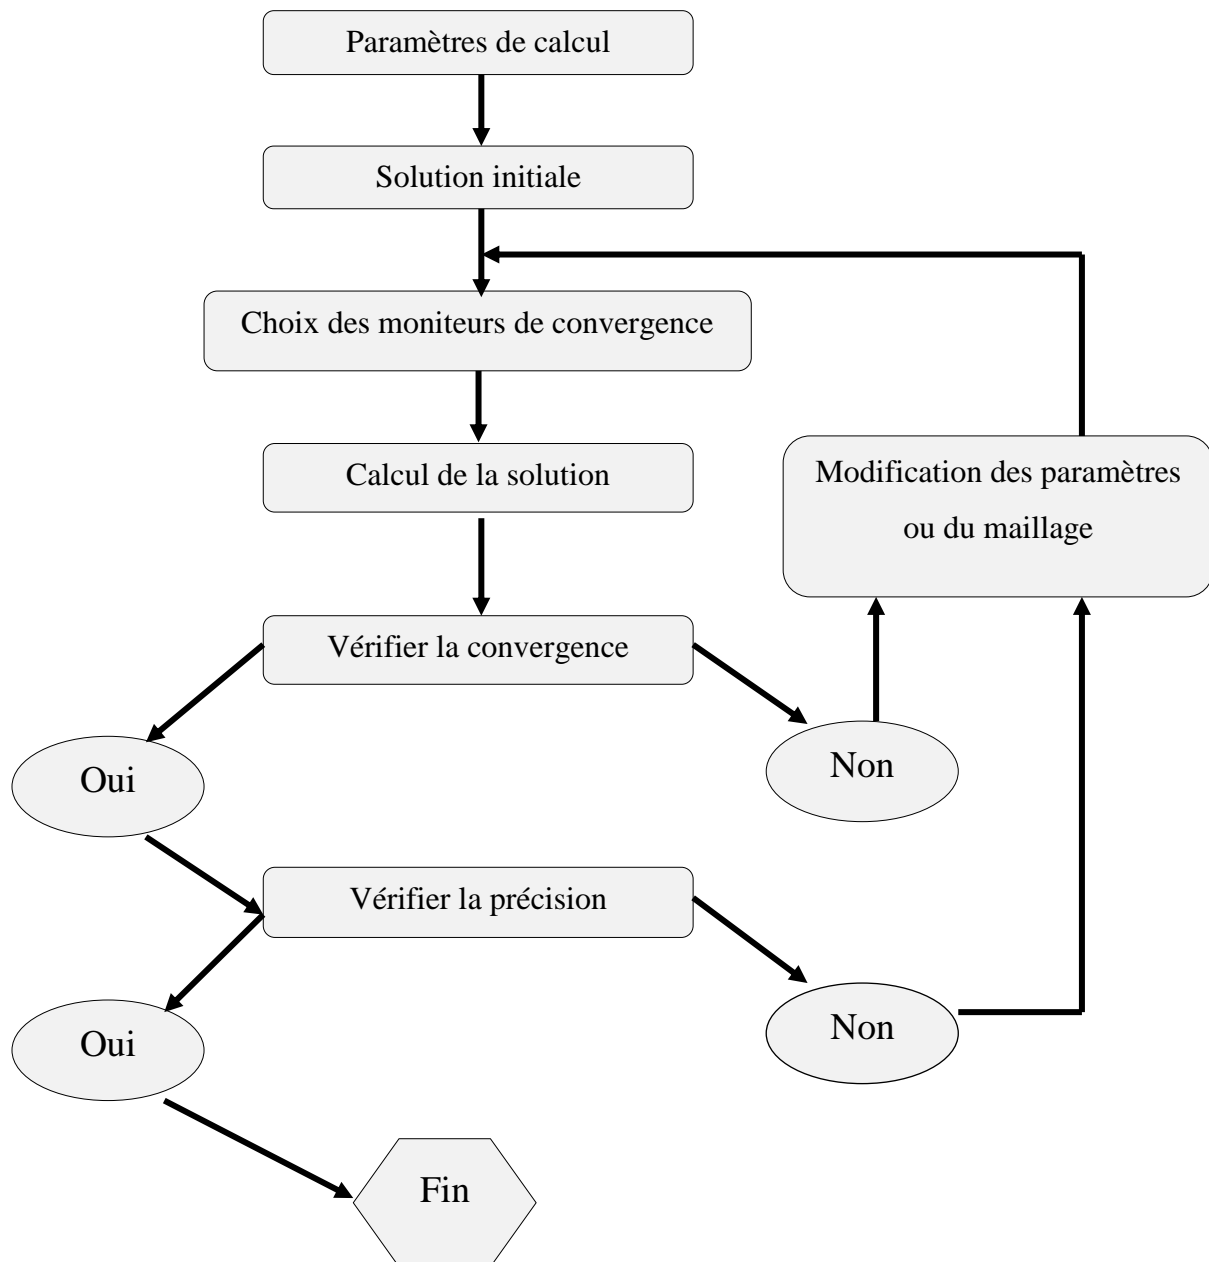 Paramètres de calcul
Solution initiale
Choix des moniteurs de convergence
Calcul de la solution
Modification des paramètres
ou du maillage
Vérifier la convergence
Oui
Non
Vérifier la précision
Oui
Non
Fin